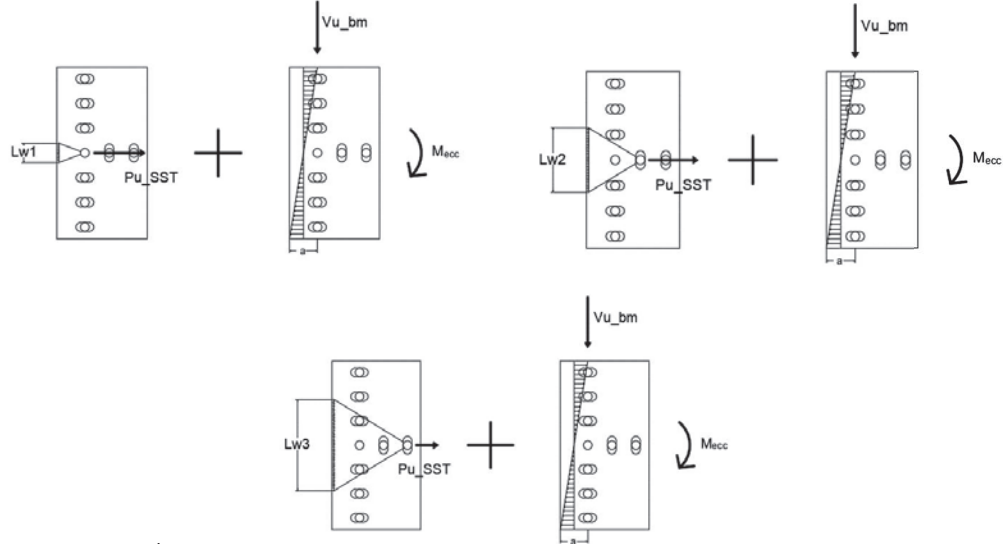 Vu_bm
Lw1
Pu_SST
Mecc
a
Vu_bm
Lw2
Pu_SST
Mecc
a
Vu_bm
Lw3
Pu_SST
Mecc
a